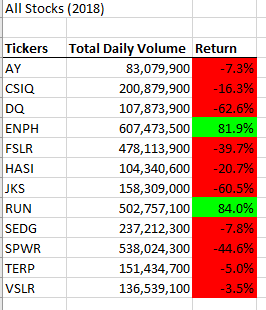 All Stocks (2018)
Tickers Total Daily Volume Return
AY 83,079,900 -7.3%
CSIQ 200,879,900 -16.3%
DQ 107,873,900 -62.6%
ENPH 607,473,500 81.9%
FSLR 478,113,900 -39.7%
HASI 104,340,600 -20.7%
JKS 158,309,000 -60.5%
RUN 502,757,100 84.0%
SEDG 237,212,300 -7.8%
SPWR 538,024,300 -44.6%
TERP 151,434,700 -5.0%
VSLR 136,539,100 -3.5%